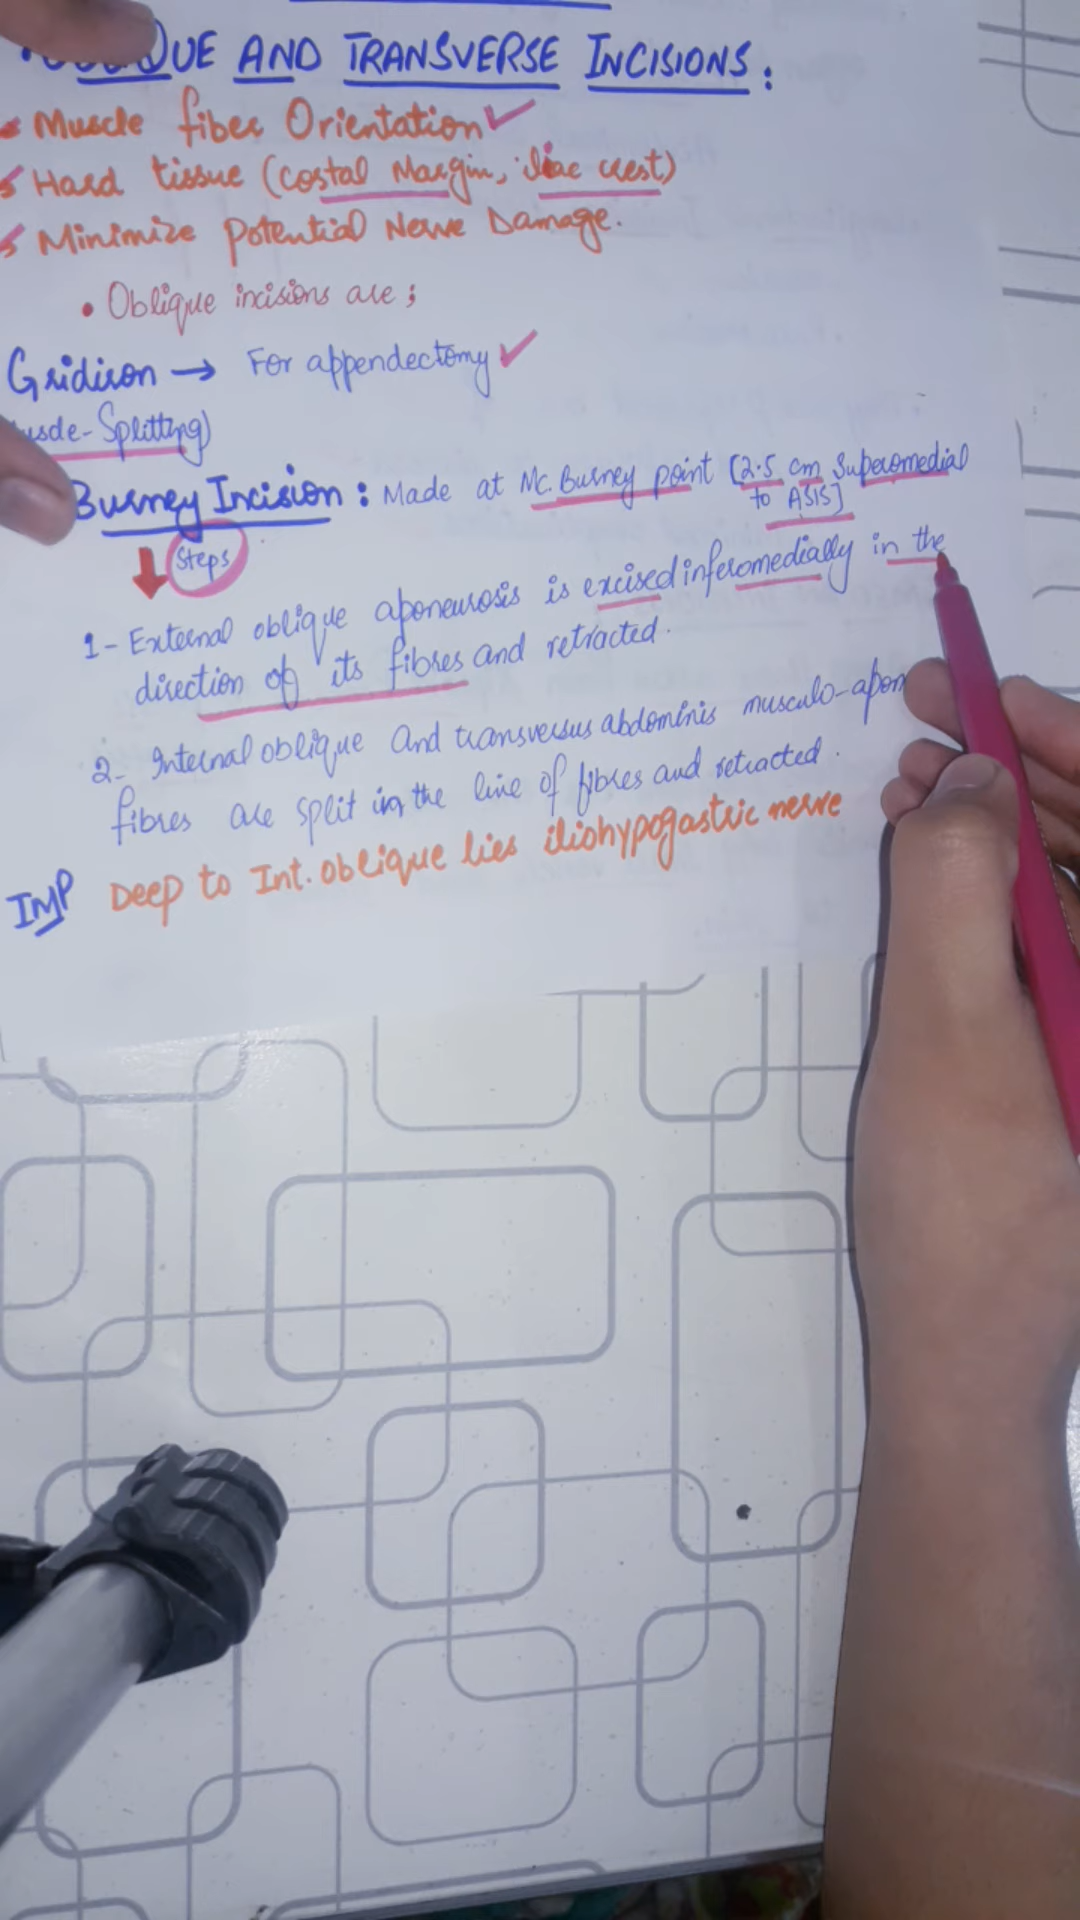 AND TRANSVERSE INCISIONS:
Muscle fiber Orientation
Hard tissue (costal Margin, iliac crest)
Minimize Potential Nerve Damage.
• Oblique incisions are;
Gridiron → For appendectomy
Splitting)
Burney Incision: Made at Mc.Burney point [2.5 cm superomedial
to ASIS]
Steps
1- External oblique aponeurosis is excised inferomedially in the
direction of its fibres and retracted.
2- Internal oblique and transversus abdominis musculo-apon
fibres are split in the line of fibres and retracted.
IMP Deep to Int. oblique lies iliohypogastric nerve